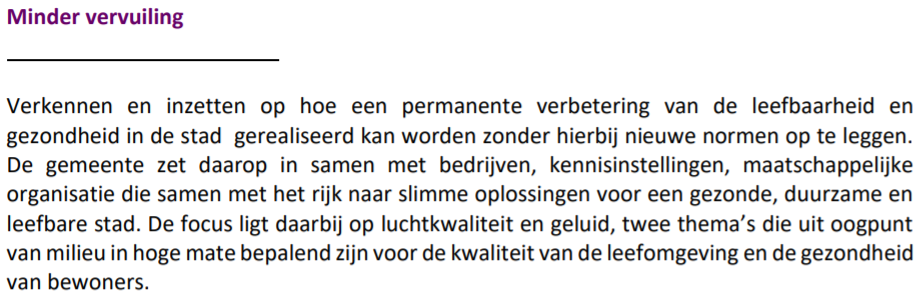 Minder vervuiling
Verkennen en inzetten op hoe een permanente verbetering van de leefbaarheid en
gezondheid in de stad gerealiseerd kan worden zonder hierbij nieuwe normen op te leggen.
De gemeente zet daarop in samen met bedrijven, kennisinstellingen, maatschappelijke
organisatie die samen met het rijk naar slimme oplossingen voor een gezonde, duurzame en
leefbare stad. De focus ligt daarbij op luchtkwaliteit en geluid, twee thema’s die uit oogpunt
van milieu in hoge mate bepalend zijn voor de kwaliteit van de leefomgeving en de gezondheid
van bewoners.